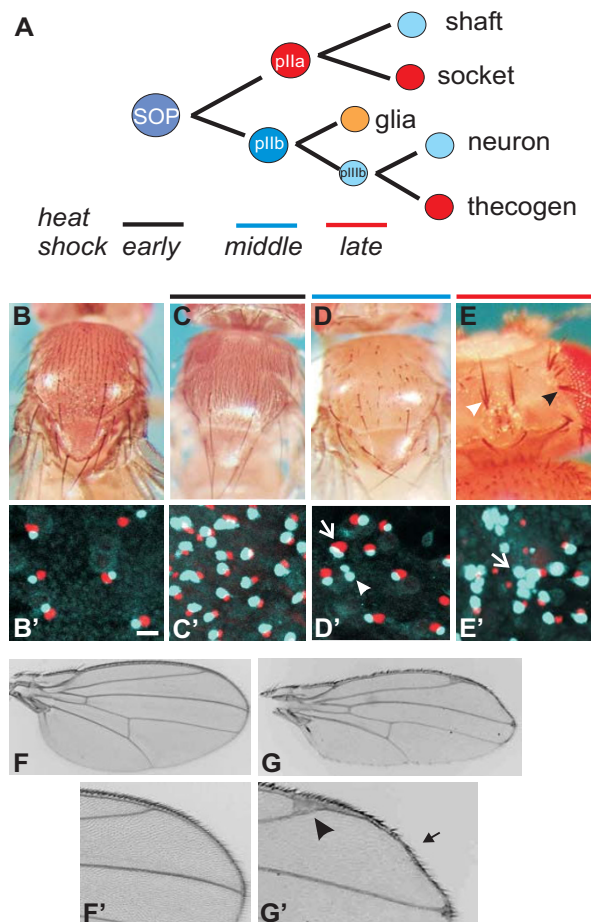 A
shaft
pIIa
socket
SOP
glia
pIIb
neuron
pIIIb
thecogen
heat
shock early middle late
B C D E
B' C' D' E'
F G
F' G'